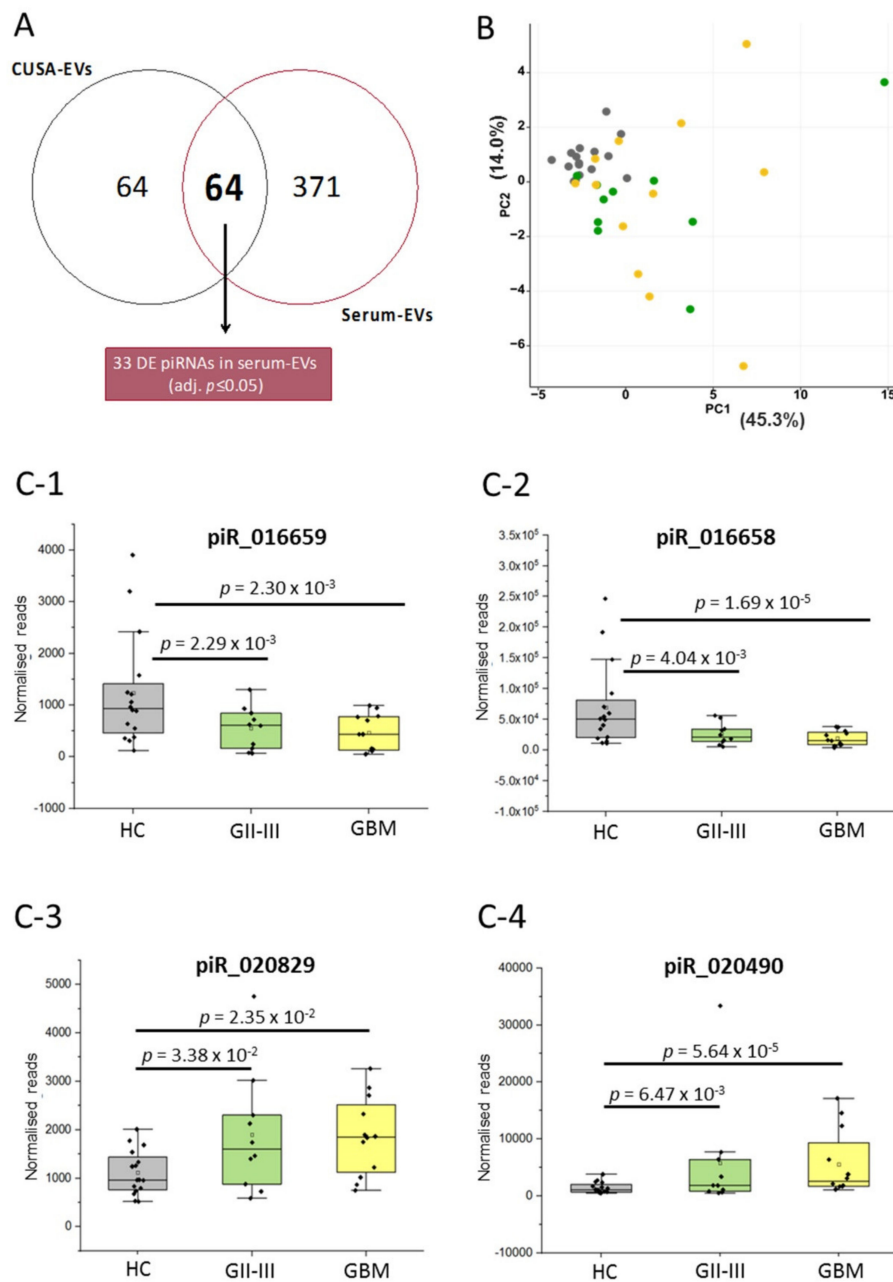 A
CUSA-EVs
64
64
371
Serum-EVs
33 DE piRNAs in serum-EVs
(adj. p≤0.05)
B
4
2
0
−2
−4
−6
PC2
(14.0%)
−5
0
5
10
15
PC1
(45.3%)
C-1
piR_016659
4000
3000
2000
1000
0
-1000
Normalised_reads
p = 2.30 x 10⁻³
p = 2.29 x 10⁻³
HC
GII-III
GBM
C-2
piR_016658
3.5x10⁵
3.0x10⁵
2.5x10⁵
2.0x10⁵
1.5x10⁵
1.0x10⁵
5.0x10⁴
0.0
-5.0x10⁴
-1.0x10⁵
Normalised reads
p = 1.69 x 10⁻⁵
p = 4.04 x 10⁻³
HC
GII-III
GBM
C-3
piR_020829
5000
4000
3000
2000
1000
0
Normalised_reads
p = 2.35 x 10⁻²
p = 3.38 x 10⁻²
HC
GII-III
GBM
C-4
piR_020490
40000
30000
20000
10000
0
-10000
Normalised_reads
p = 5.64 x 10⁻⁵
p = 6.47 x 10⁻³
HC
GII-III
GBM